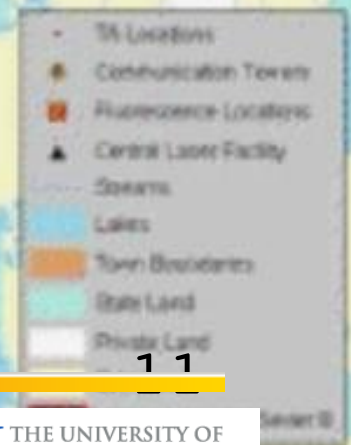 TA Locations
Communication Towers
Fluorescence Locations
Central Laser Facility
Streams
Lakes
Town Boundaries
State Land
Private Land
11
THE UNIVERSITY OF